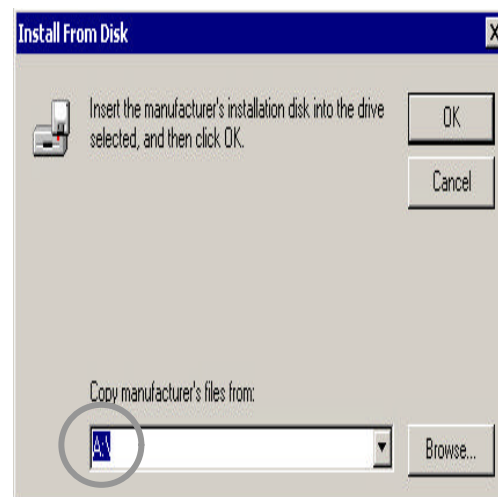 Install From Disk
X
Insert the manufacturer's installation disk into the drive
selected, and then click OK.
OK
Cancel
Copy manufacturer's files from:
A:\
Browse...